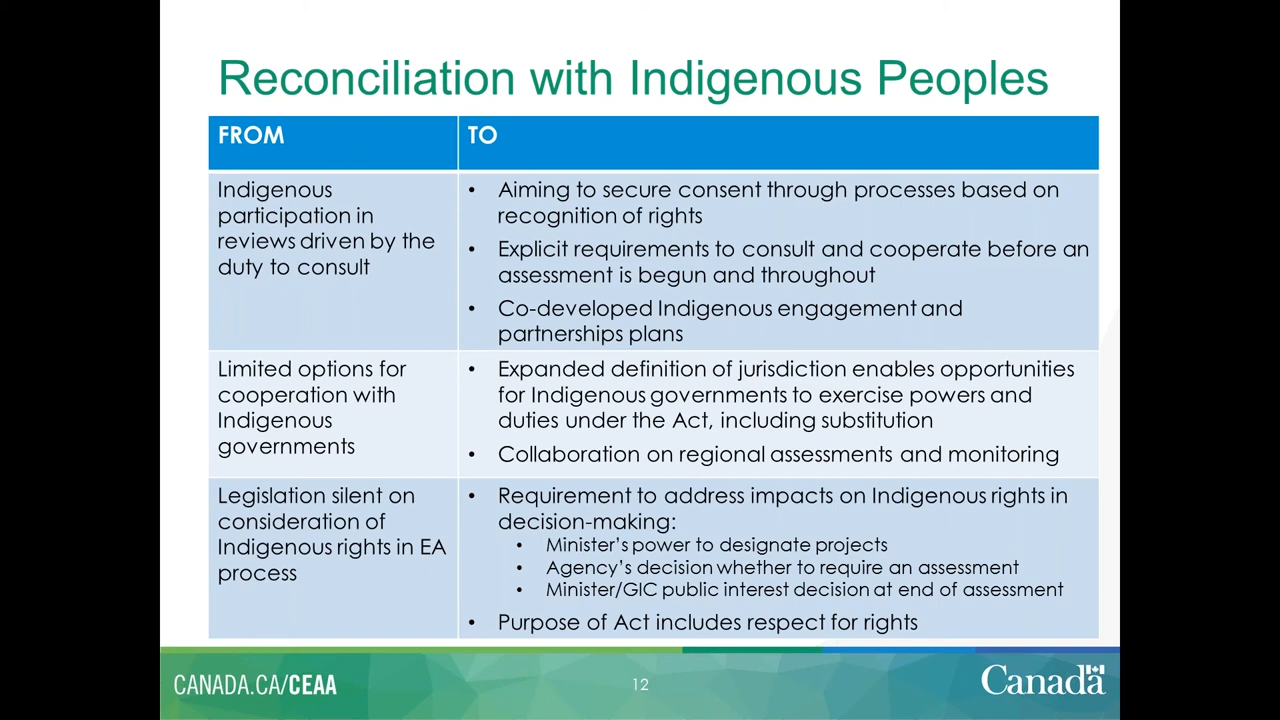 Reconciliation with Indigenous Peoples
FROM
TO
Indigenous
participation in
reviews driven by the
duty to consult
• Aiming to secure consent through processes based on
recognition of rights
• Explicit requirements to consult and cooperate before an
assessment is begun and throughout
• Co-developed Indigenous engagement and
partnerships plans
Limited options for
cooperation with
Indigenous
governments
• Expanded definition of jurisdiction enables opportunities
for Indigenous governments to exercise powers and
duties under the Act, including substitution
• Collaboration on regional assessments and monitoring
Legislation silent on
consideration of
Indigenous rights in EA
process
• Requirement to address impacts on Indigenous rights in
decision-making:
• Minister’s power to designate projects
• Agency’s decision whether to require an assessment
• Minister/GIC public interest decision at end of assessment
• Purpose of Act includes respect for rights
CANADA.CA/CEAA
12
Canada